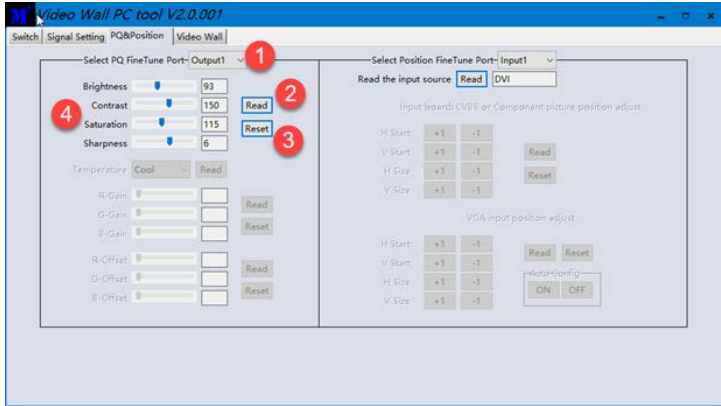 Video Wall PC tool V2.0.001
Switch Signal Setting PQ&Position Video Wall
Select PQ FineTune Port Output1
1
Brightness 93
Contrast 150 Read
2
Saturation 115 Reset
3
4
Sharpness 6
Temperature Cool Read
R-Gain
G-Gain Read
B-Gain Reset
R-Offset
G-Offset Read
B-Offset Reset
Select Position FineTune Port Input1
Read the input source Read DVI
Input board: CVBS or Component picture position adjust
H Start +1 -1
V Start +1 -1 Read
H Size +1 -1 Reset
V Size +1 -1
VGA input position adjust
H Start +1 -1 Read Reset
V Start +1 -1
Auto Config
H Size +1 -1 ON OFF
V Size +1 -1